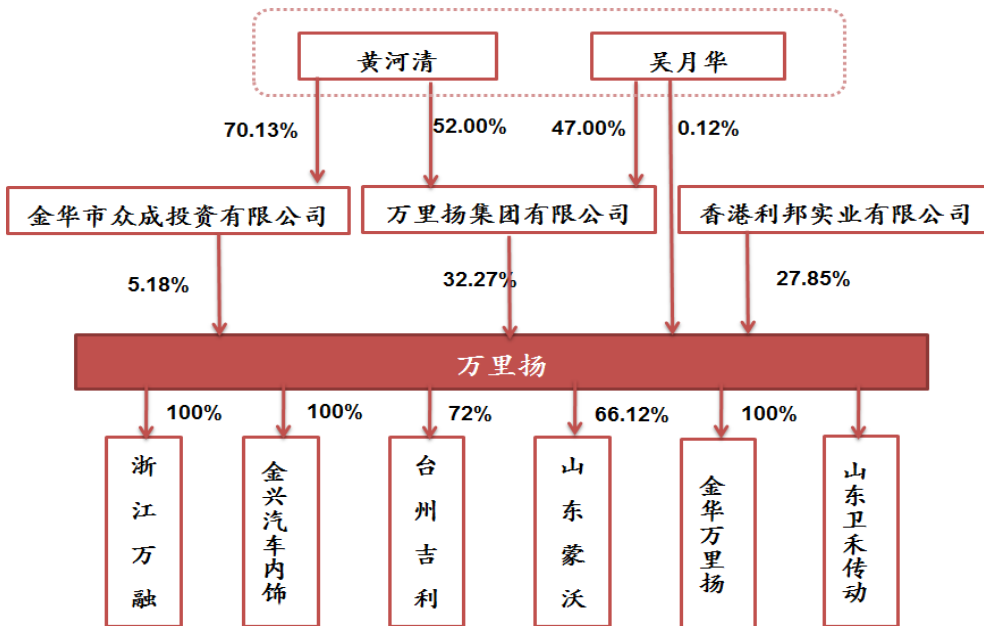 黄河清
吴月华
70.13%
52.00%
47.00%
0.12%
金华市众成投资有限公司
万里扬集团有限公司
香港利邦实业有限公司
5.18%
32.27%
27.85%
万里扬
100%
100%
72%
66.12%
100%
浙江万融
金兴汽车内饰
台州吉利
山东蒙沃
金华万里扬
山东卫禾传动